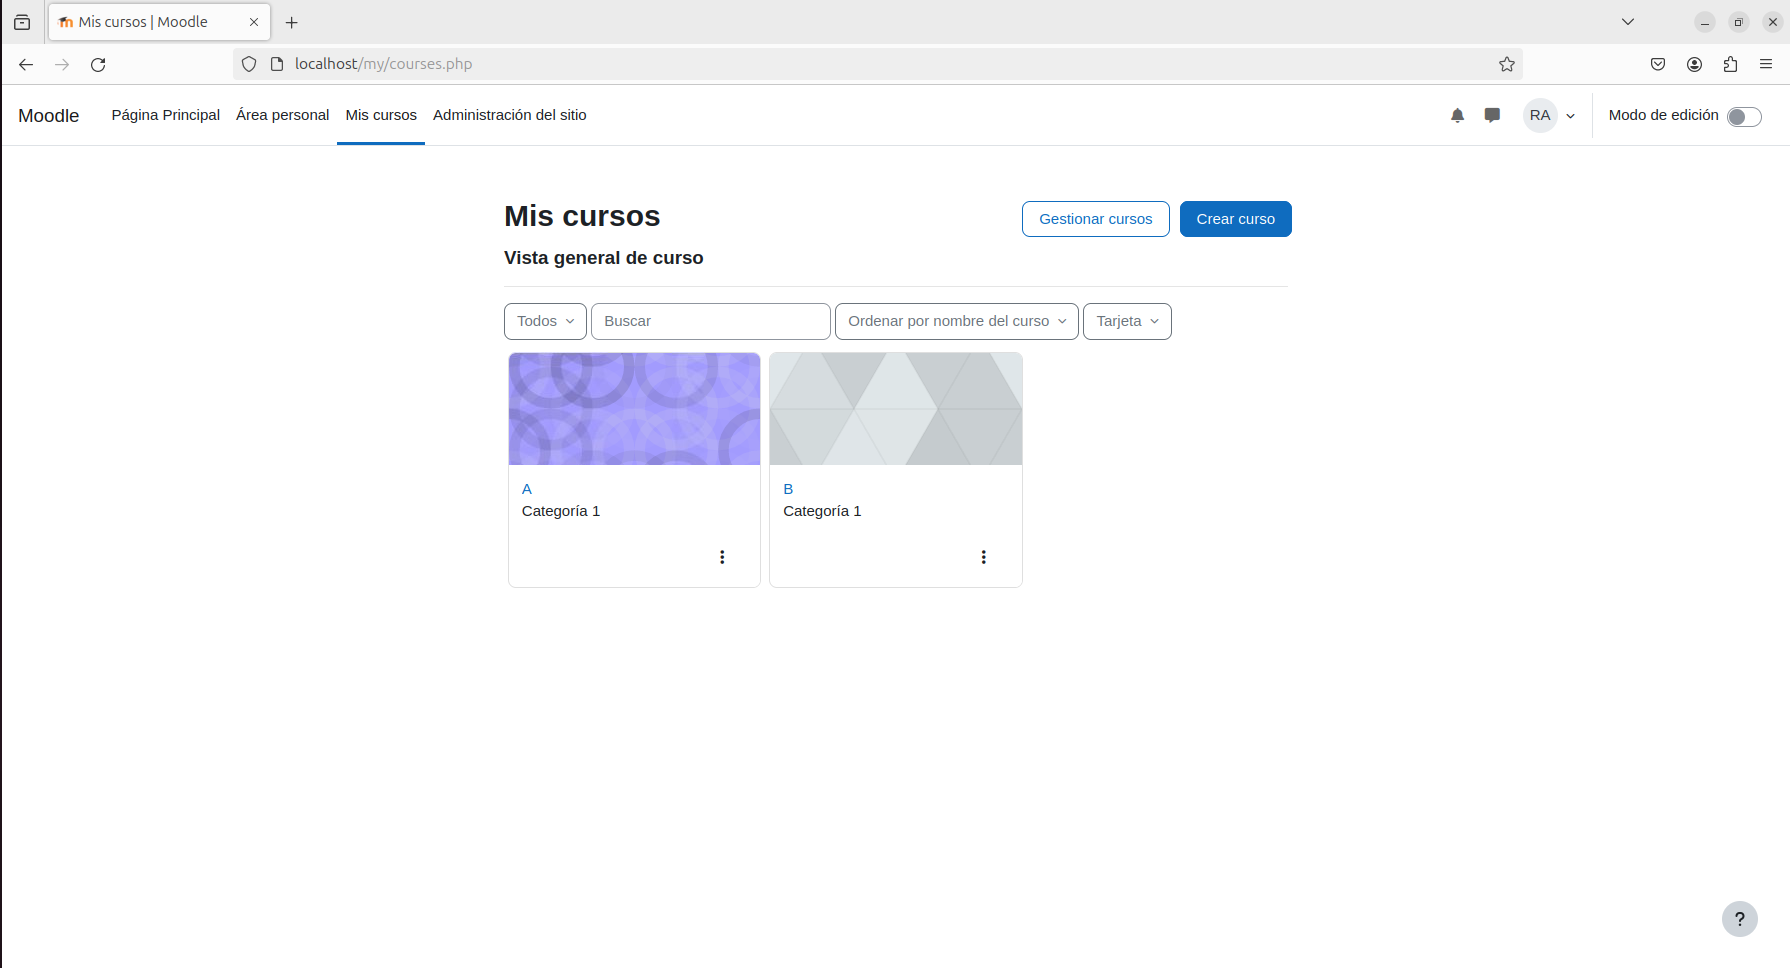 Mis cursos | Moodle
localhost/my/courses.php
Moodle Página Principal Área personal Mis cursos Administración del sitio RA Modo de edición
Mis cursos Gestionar cursos Crear curso
Vista general de curso
Todos Buscar Ordenar por nombre del curso Tarjeta
A B
Categoría 1 Categoría 1
?